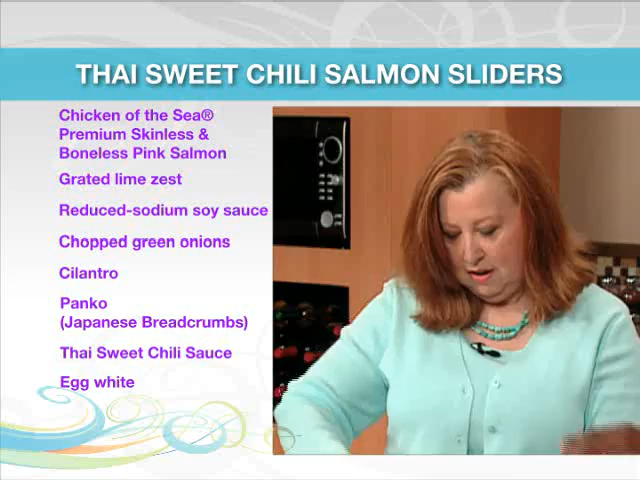 THAI SWEET CHILI SALMON SLIDERS
Chicken of the Sea®
Premium Skinless &
Boneless Pink Salmon
Grated lime zest
Reduced-sodium soy sauce
Chopped green onions
Cilantro
Panko
(Japanese Breadcrumbs)
Thai Sweet Chili Sauce
Egg white